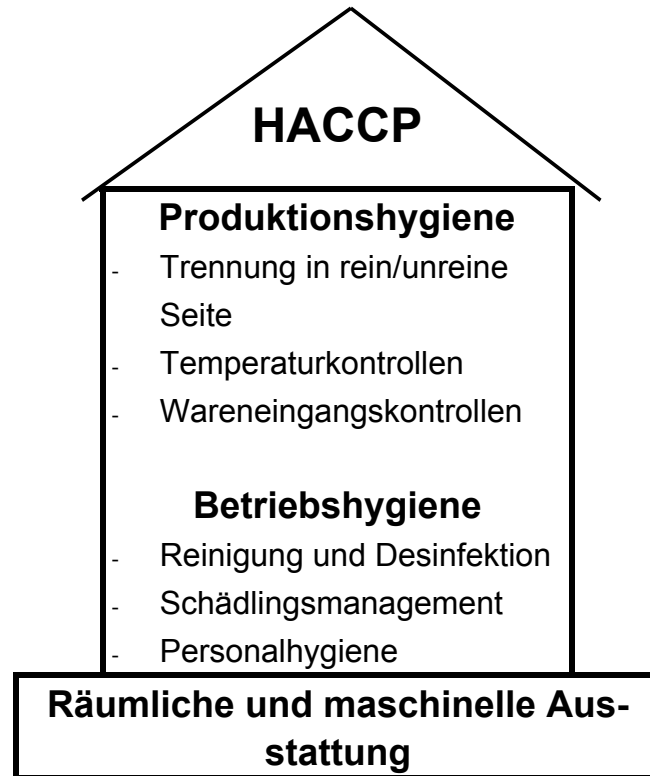 HACCP
Produktionshygiene
- Trennung in rein/unreine
Seite
- Temperaturkontrollen
- Wareneingangskontrollen
Betriebshygiene
- Reinigung und Desinfektion
- Schädlingsmanagement
- Personalhygiene
Räumliche und maschinelle Aus-
stattung